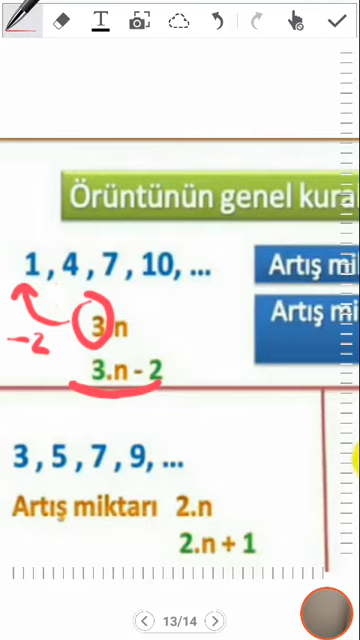 T
Örüntünün genel kura
1 , 4 , 7 , 10, ...
Artış mi
Artış mi
-2
3.n
3.n - 2
3 , 5 , 7 , 9, ...
Artış miktarı 2.n
2.n + 1
13/14